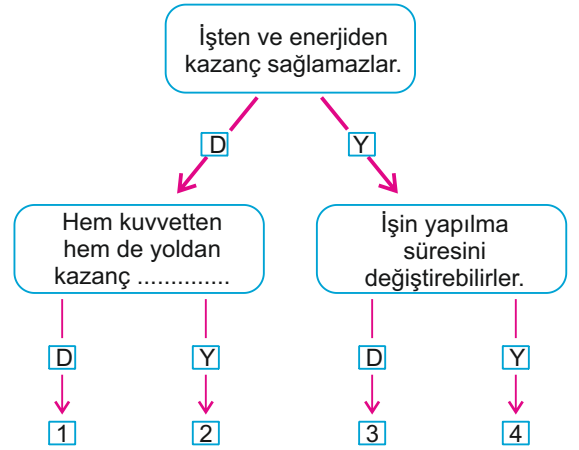 İşten ve enerjiden
kazanç sağlamazlar.
D
Y
Hem kuvvetten
hem de yoldan
kazanç ..............
İşin yapılma
süresini
değiştirebilirler.
D
Y
D
Y
1
2
3
4